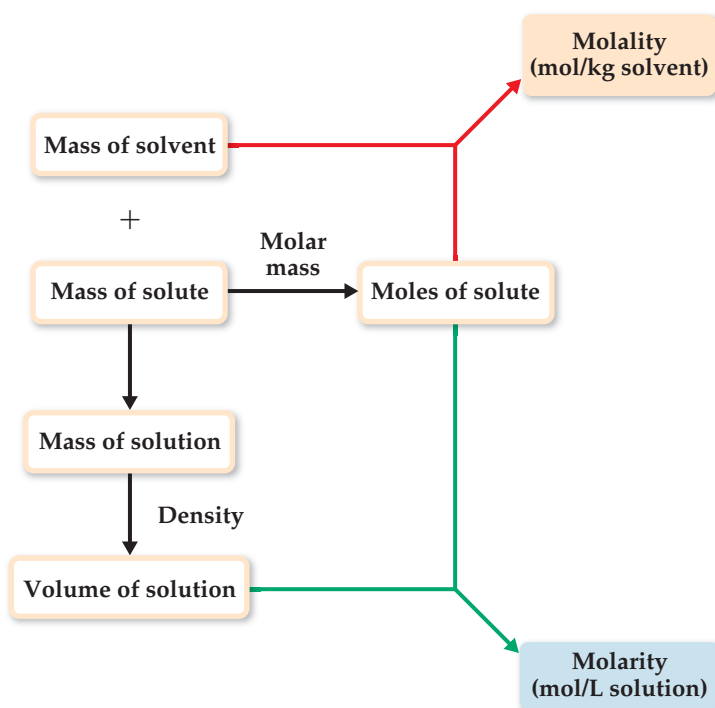 Molality
(mol/kg solvent)
Mass of solvent
+
Molar
mass
Mass of solute
Moles of solute
Mass of solution
Density
Volume of solution
Molarity
(mol/L solution)